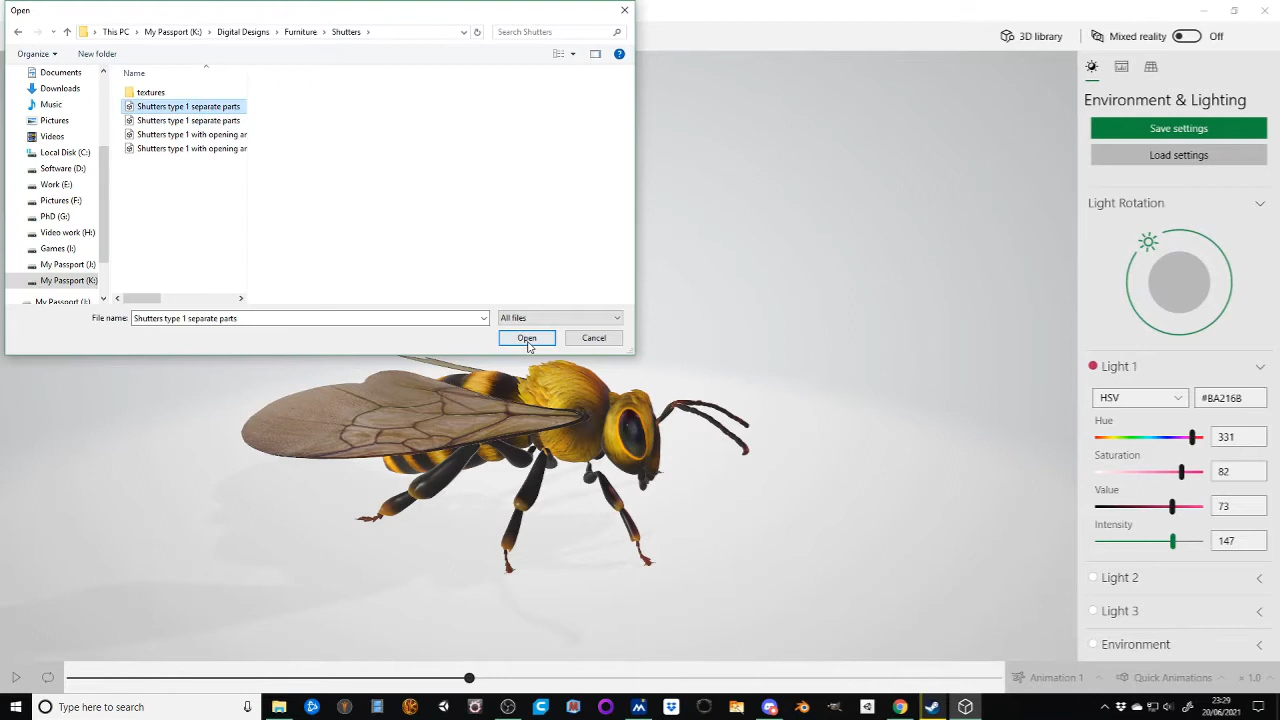 Open
This PC > My Passport (K:) > Digital Designs > Furniture > Shutters >
Search Shutters
3D library
Mixed reality
Off
Organize
New folder
Documents
Downloads
Music
Pictures
Videos
Local Disk (C:)
Software (D:)
Work (E:)
Pictures (F:)
PhD (G:)
Video work (H:)
Games (I:)
My Passport (J:)
My Passport (K:)
My Passport (J:)
Name
textures
Shutters type 1 separate parts
Shutters type 1 separate parts
Shutters type 1 with opening ar
Shutters type 1 with opening ar
File name:
Shutters type 1 separate parts
All files
Open
Cancel
Environment & Lighting
Save settings
Load settings
Light Rotation
Light 1
HSV
#BA216B
Hue
331
Saturation
82
Value
73
Intensity
147
Light 2
Light 3
Environment
Animation 1
Quick Animations
× 1.0
Type here to search
23:29
20/06/2021